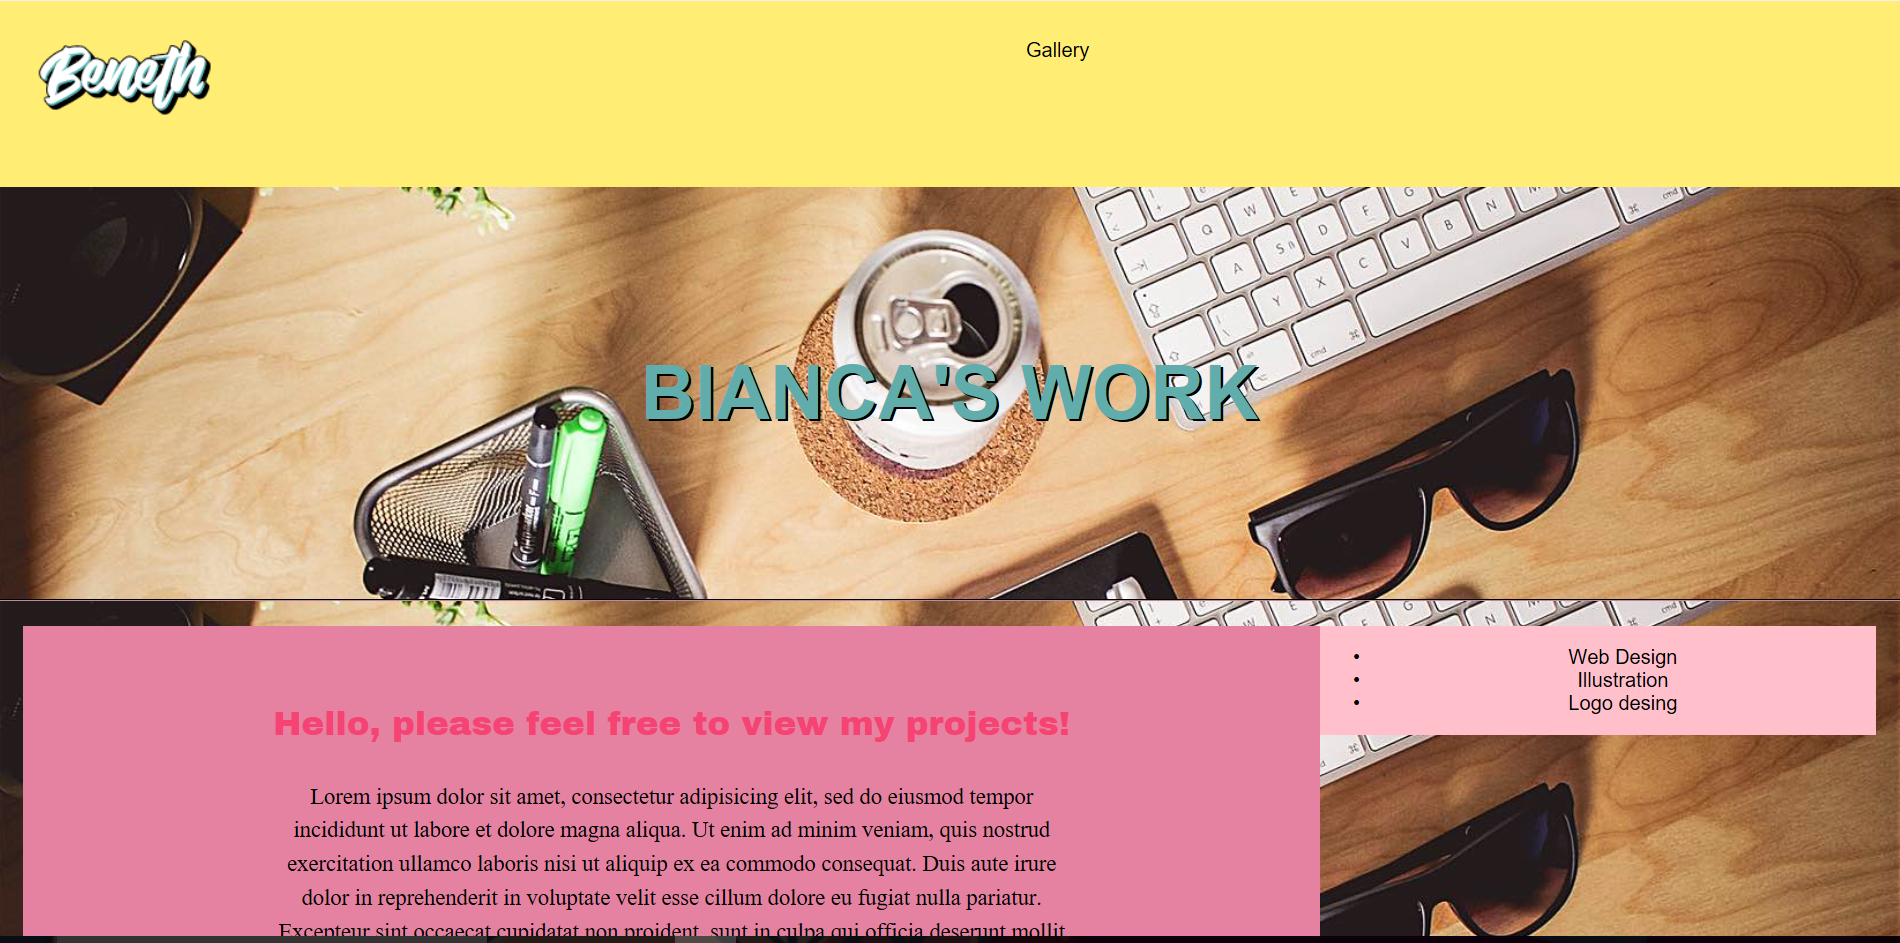 Beneth
Gallery
BIANCA'S WORK
Hello, please feel free to view my projects!
Lorem ipsum dolor sit amet, consectetur adipisicing elit, sed do eiusmod tempor
incididunt ut labore et dolore magna aliqua. Ut enim ad minim veniam, quis nostrud
exercitation ullamco laboris nisi ut aliquip ex ea commodo consequat. Duis aute irure
dolor in reprehenderit in voluptate velit esse cillum dolore eu fugiat nulla pariatur.
Excepteur sint occaecat cupidatat non proident, sunt in culpa qui officia deserunt mollit
• Web Design
• Illustration
• Logo desing